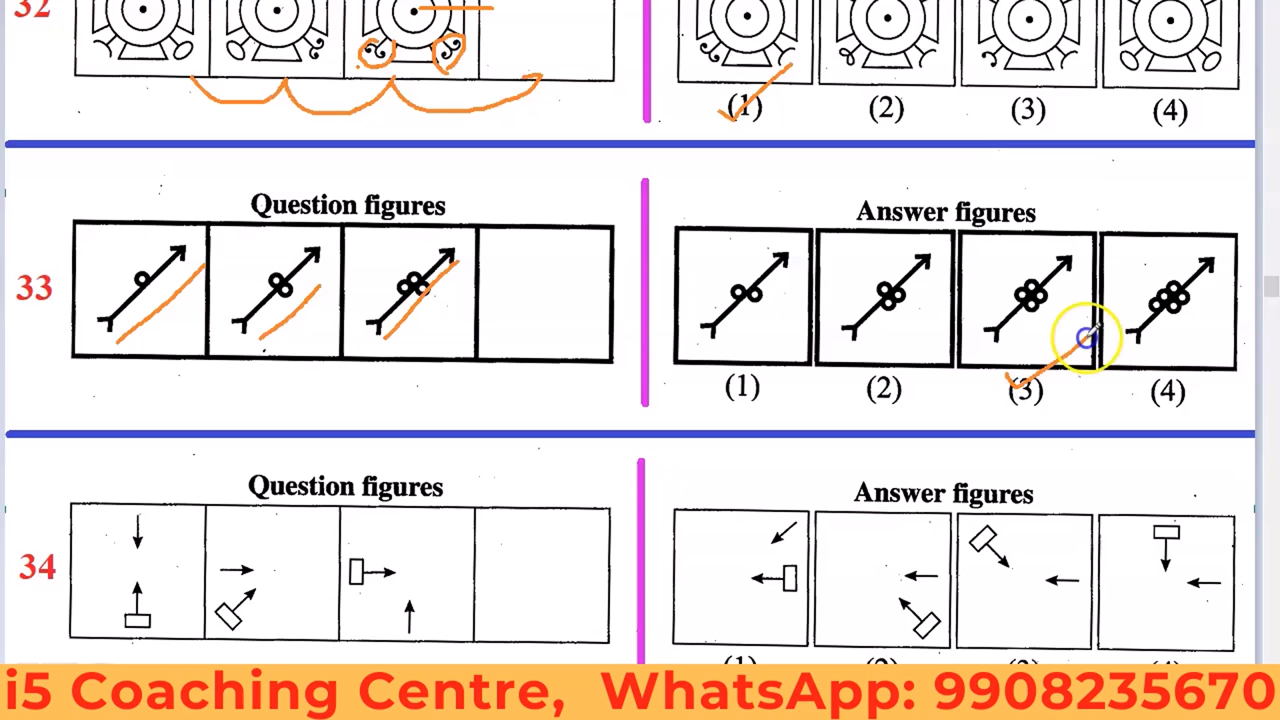 32
(1) (2) (3) (4)
Question figures
Answer figures
33
(1) (2) (3) (4)
Question figures
Answer figures
34
i5 Coaching Centre, WhatsApp: 9908235670